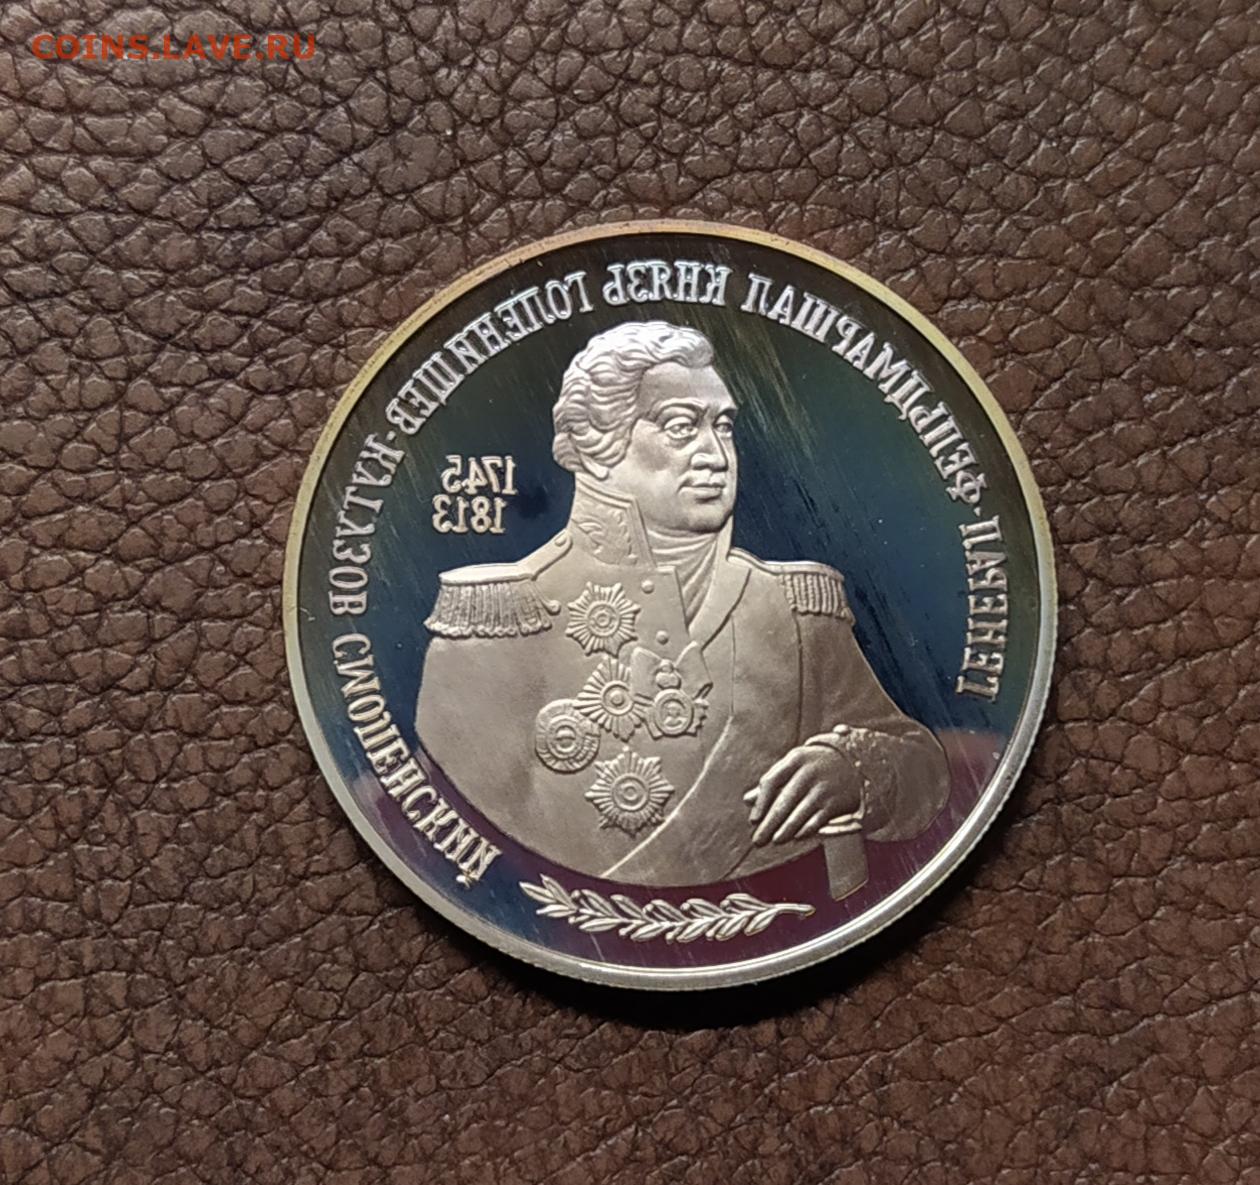 COINS.LAVE.RU
ГЕНЕРАЛ-ФЕЛЬДМАРШАЛ КНЯЗЬ ГОЛЕНИЩЕВ-КУТУЗОВ СМОЛЕНСКИЙ
1745
1813